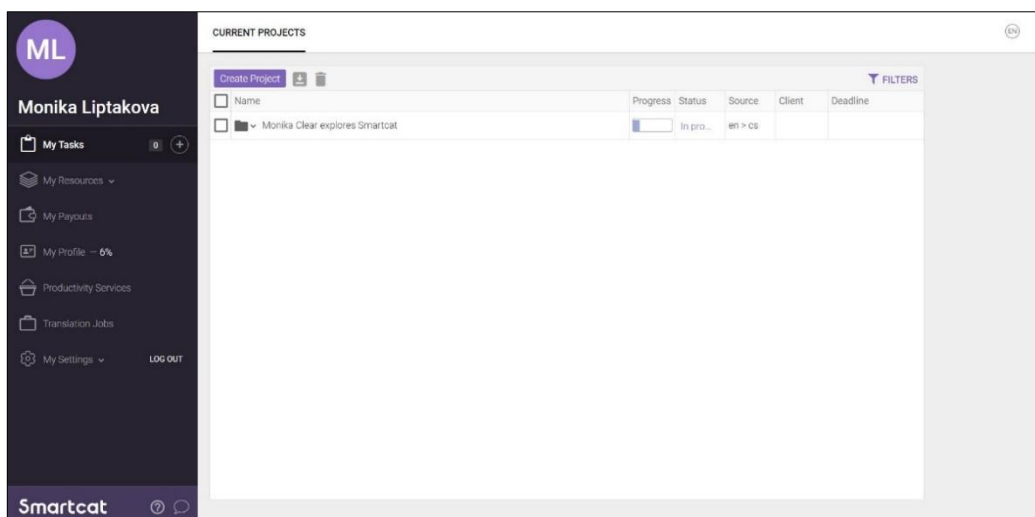 ML
Monika Liptakova
My Tasks 0
My Resources
My Payouts
My Profile — 6%
Productivity Services
Translation Jobs
My Settings LOG OUT
Smartcat
CURRENT PROJECTS
EN
Create Project FILTERS
Name Progress Status Source Client Deadline
Monika Clear explores Smartcat In pro... en > cs